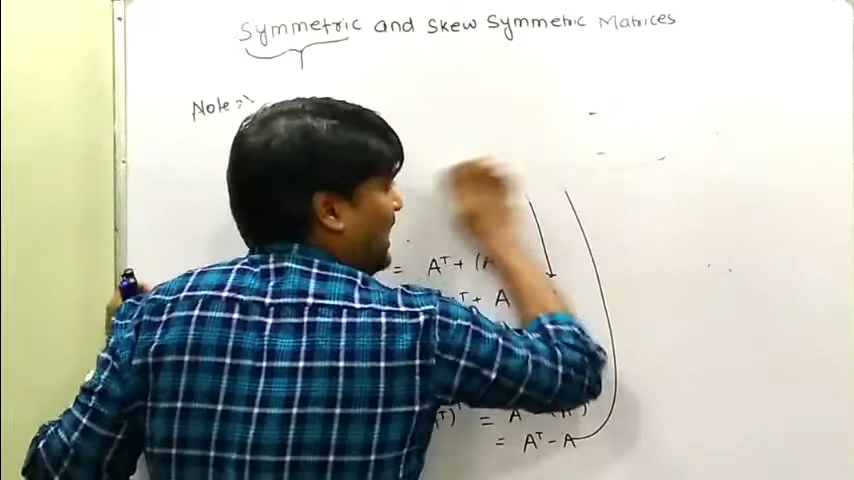 Symmetric and Skew Symmetric Matrices
Note :-
= Aᵀ + (A
ᵀ + A
ᵀ)ᵀ =
= Aᵀ - A